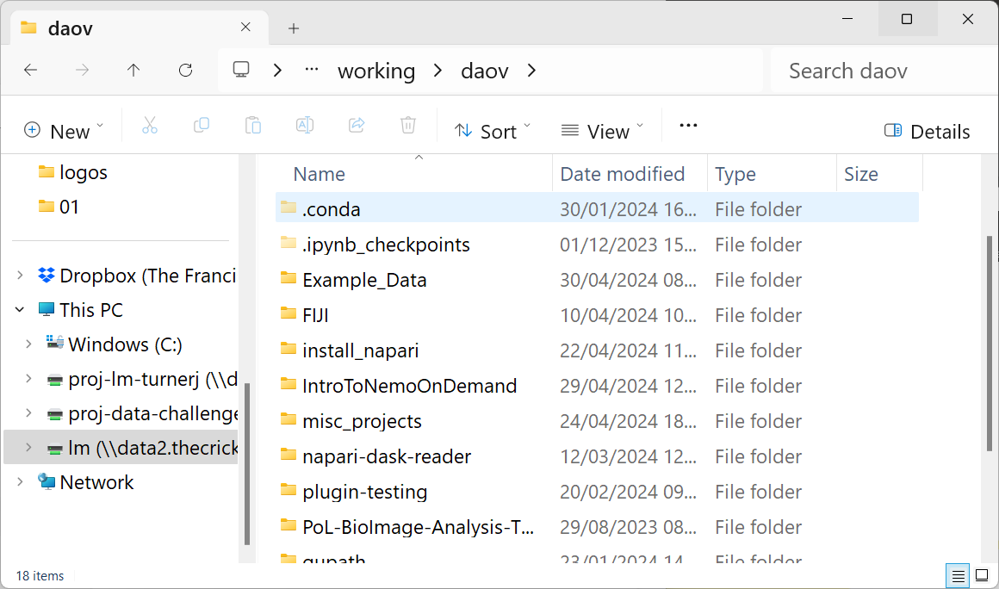 daov
working daov Search daov
New Sort View ... Details
logos
01
Dropbox (The Franci
This PC
Windows (C:)
proj-lm-turnerj (\\d
proj-data-challenge
lm (\\data2.thecrick
Network
Name Date modified Type Size
.conda 30/01/2024 16... File folder
.ipynb_checkpoints 01/12/2023 15... File folder
Example_Data 30/04/2024 08... File folder
FIJI 10/04/2024 10... File folder
install_napari 22/04/2024 11... File folder
IntroToNemoOnDemand 29/04/2024 12... File folder
misc_projects 24/04/2024 18... File folder
napari-dask-reader 12/03/2024 12... File folder
plugin-testing 20/02/2024 09... File folder
PoL-BioImage-Analysis-T... 29/08/2023 08... File folder
qupath 23/01/2024 14... File folder
18 items